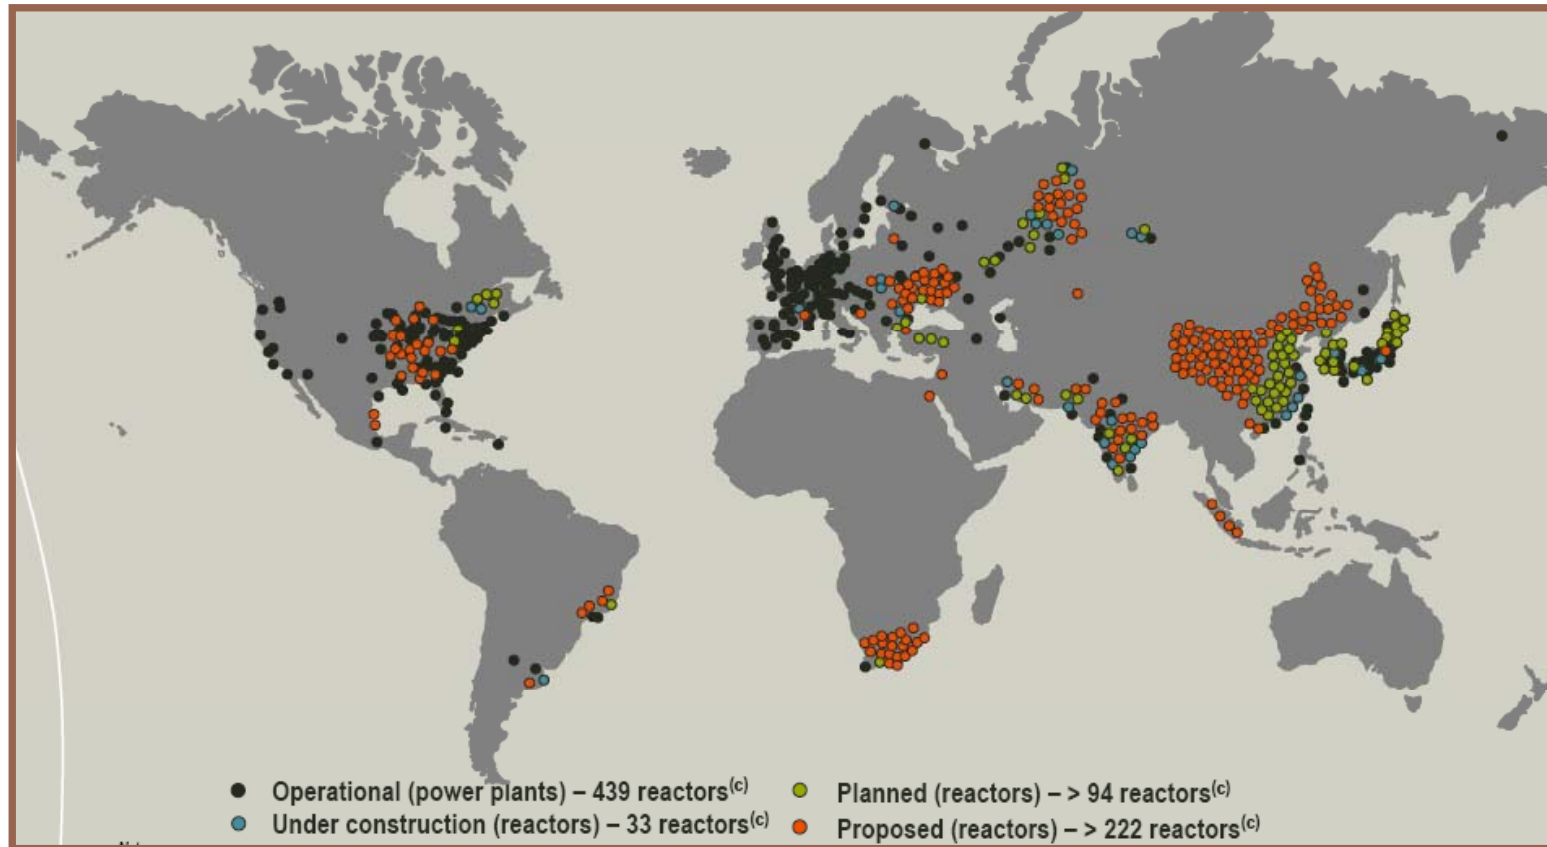 Operational (power plants) – 439 reactors(c)
Under construction (reactors) – 33 reactors(c)
Planned (reactors) – > 94 reactors(c)
Proposed (reactors) – > 222 reactors(c)